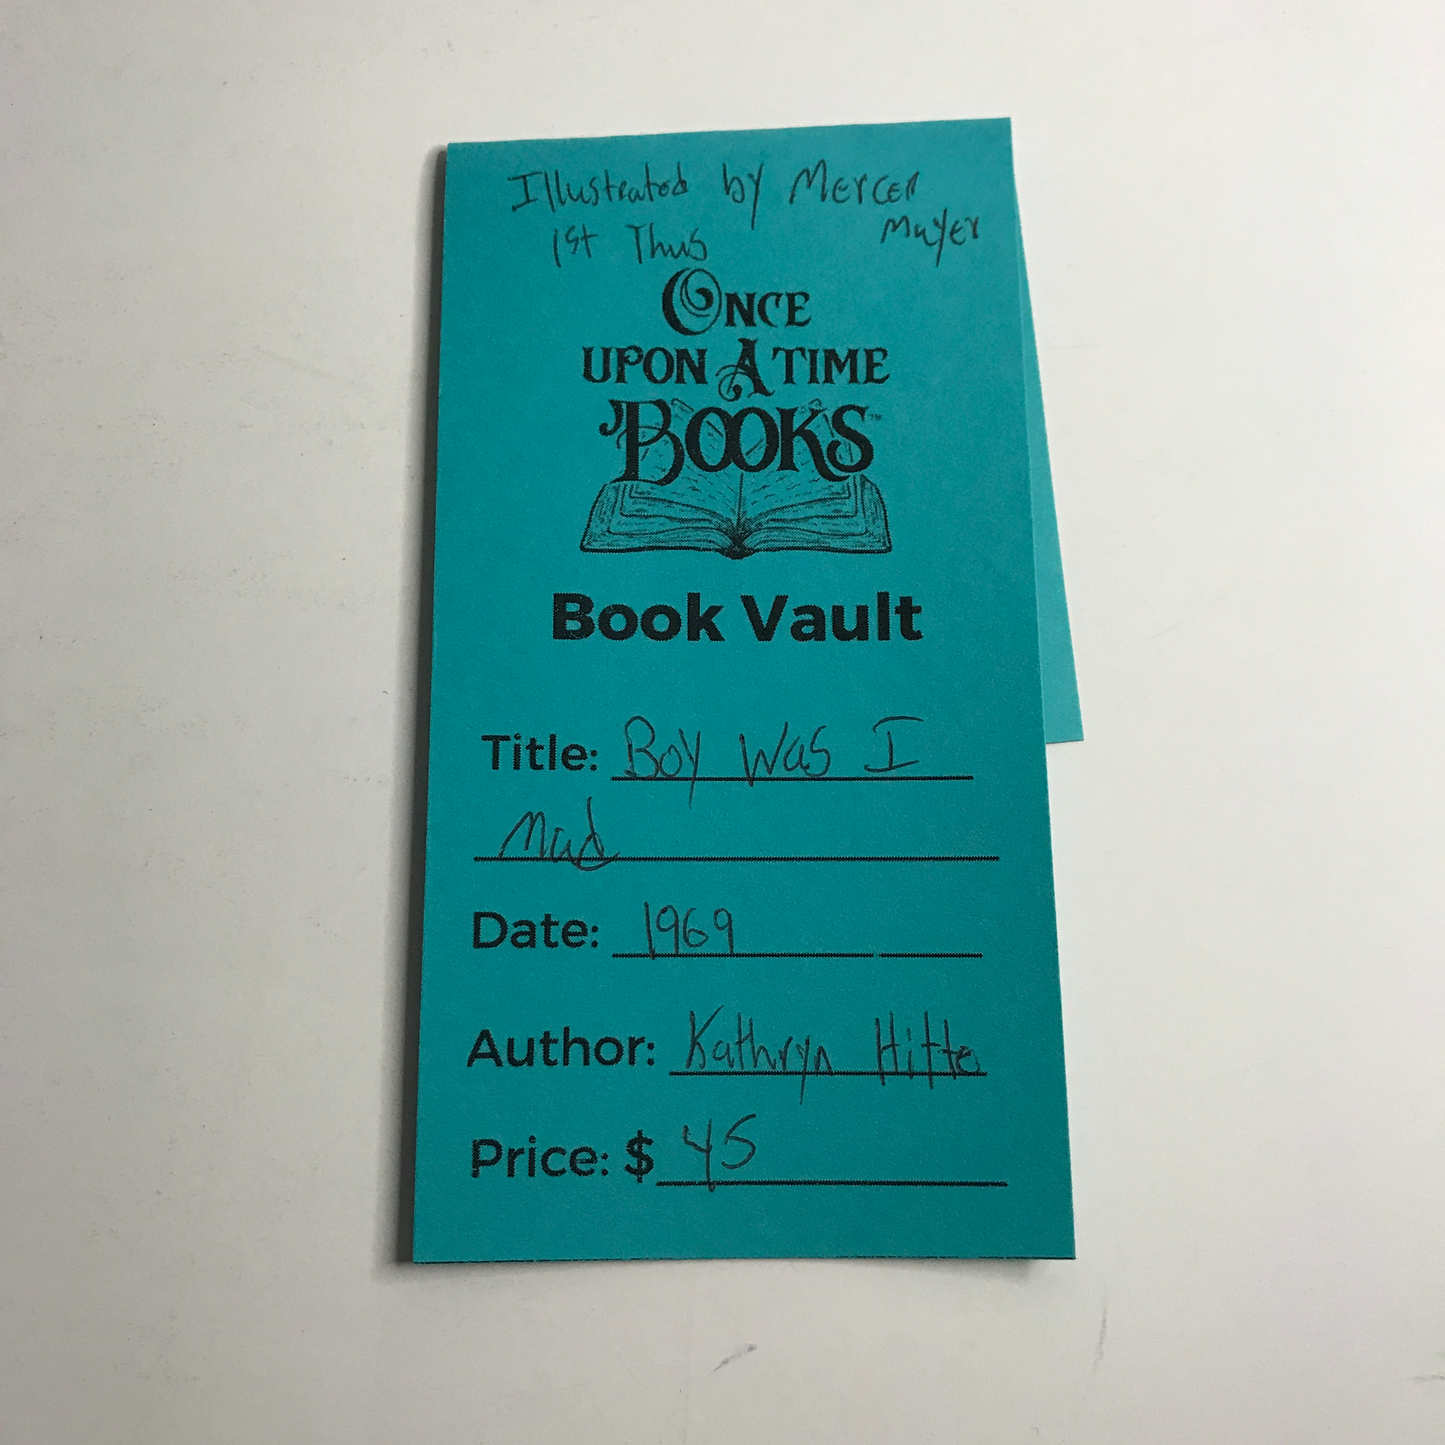 Illustrated by Mercer
Mayer
1st Thus
ONCE
UPON A TIME
BOOKS™
Book Vault
Title: Boy Was I
Mad
Date: 1969
Author: Kathryn Hitte
Price: $ 45